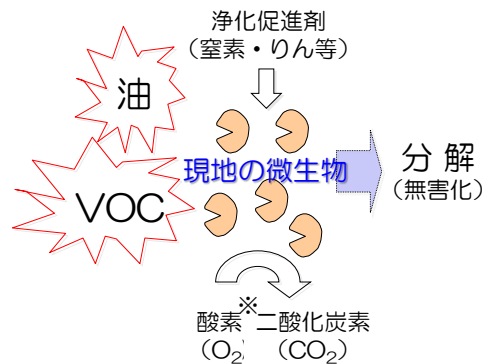 浄化促進剤
（窒素・りん等）
油
現地の微生物
VOC
分解
（無害化）
※
酸素 二酸化炭素
（O₂） （CO₂）